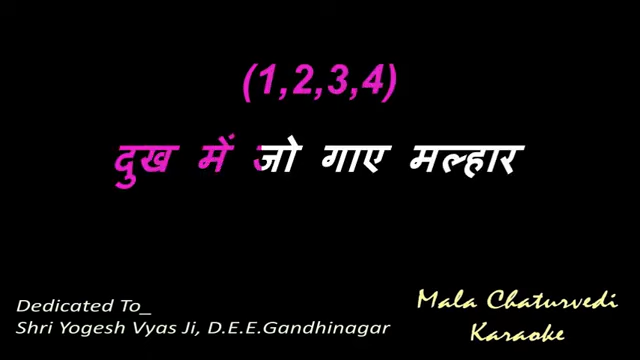 (1,2,3,4)
दुख में जो गाए मल्हार
Dedicated To_
Shri Yogesh Vyas Ji, D.E.E.Gandhinagar
Mala Chaturvedi
Karaoke